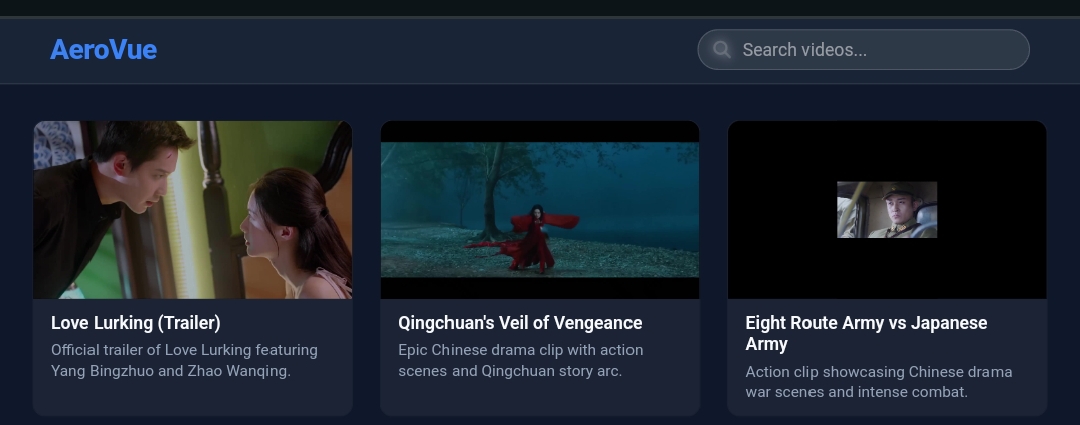 AeroVue
Search videos...
Love Lurking (Trailer)
Official trailer of Love Lurking featuring
Yang Bingzhuo and Zhao Wanqing.
Qingchuan's Veil of Vengeance
Epic Chinese drama clip with action
scenes and Qingchuan story arc.
Eight Route Army vs Japanese
Army
Action clip showcasing Chinese drama
war scenes and intense combat.